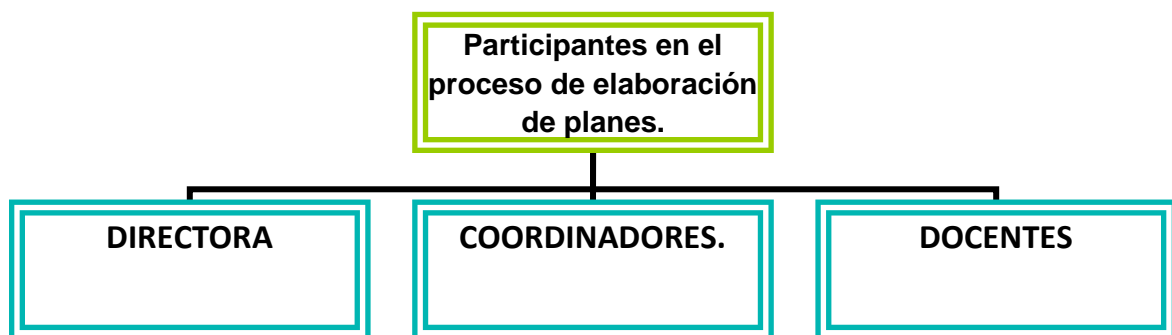 Participantes en el
proceso de elaboración
de planes.
DIRECTORA
COORDINADORES.
DOCENTES